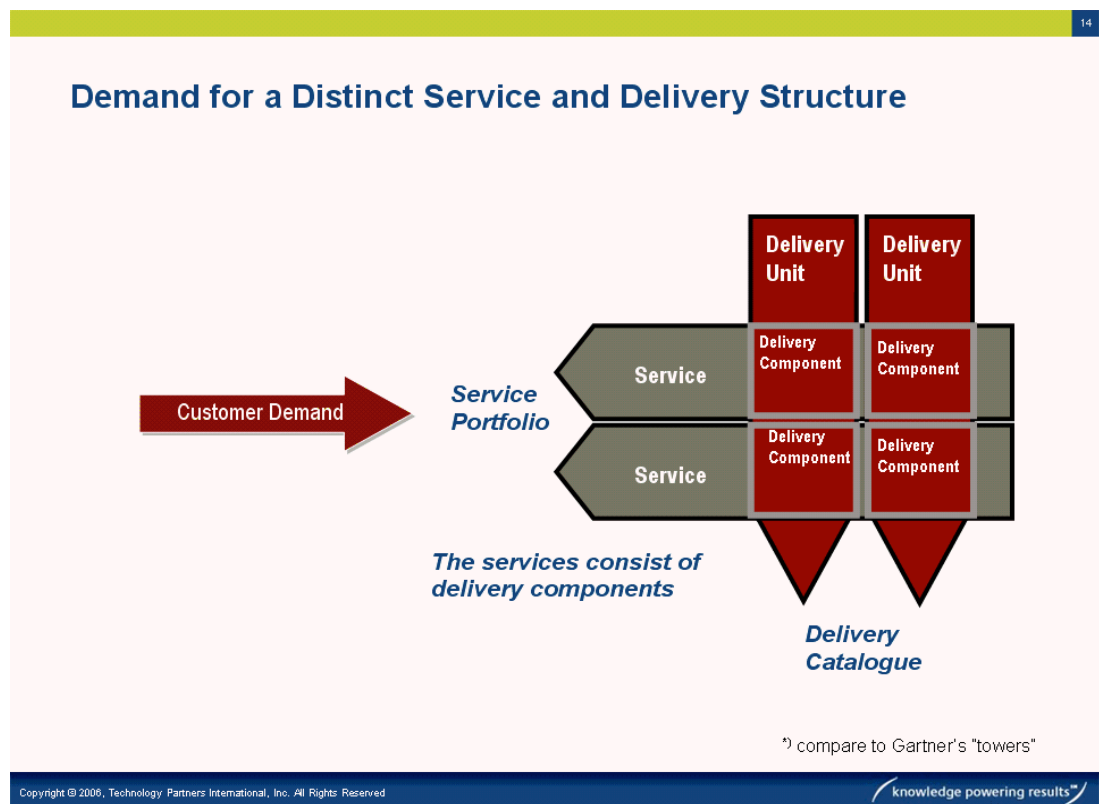 14
Demand for a Distinct Service and Delivery Structure
Delivery
Unit
Delivery
Unit
Customer Demand
Service
Portfolio
Service
Delivery
Component
Delivery
Component
Service
Delivery
Component
Delivery
Component
The services consist of
delivery components
Delivery
Catalogue
*) compare to Gartner's "towers"
Copyright © 2006, Technology Partners International, Inc. All Rights Reserved
knowledge powering results℠